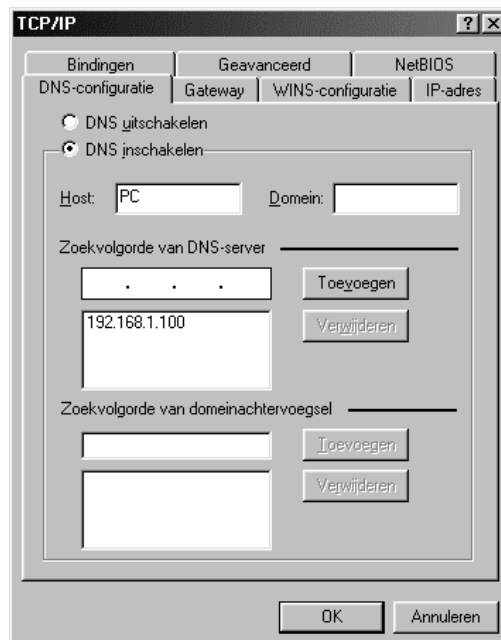 TCP/IP
Bindingen Geavanceerd NetBIOS
DNS-configuratie Gateway WINS-configuratie IP-adres
DNS uitschakelen
DNS inschakelen
Host: PC Domein:
Zoekvolgorde van DNS-server
. . . Toevoegen
192.168.1.100 Verwijderen
Zoekvolgorde van domeinachtervoegsel
Toevoegen
Verwijderen
OK Annuleren